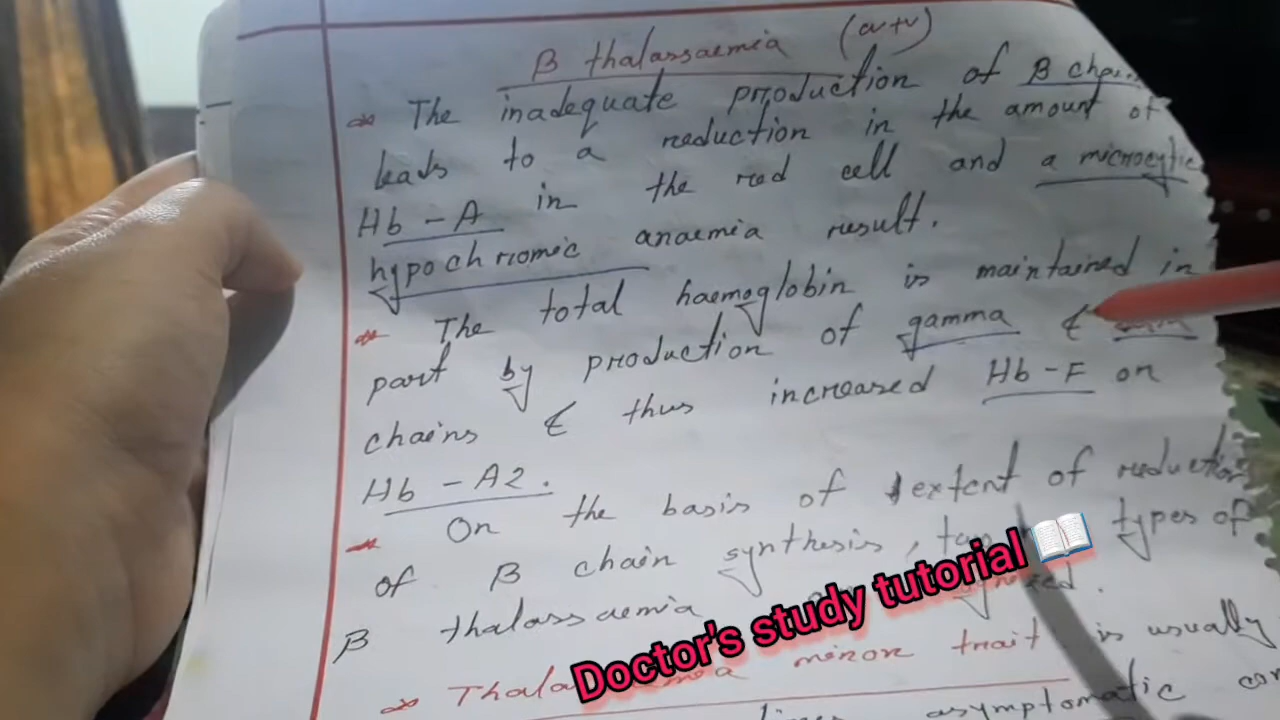 β thalassaemia (a+v)
The inadequate production of β chain
leads to a reduction in the amount of
Hb - A in the red cell and a microcytic
hypochromic anaemia result.
The total haemoglobin is maintained in
part by production of gamma &
chains & thus increased Hb - F or
Hb - A2.
On the basis of extent of reduction
of β chain synthesis, two types of
β thalassaemia
Thala minor trait is usually
asymptomatic
Doctor's study tutorial 📖